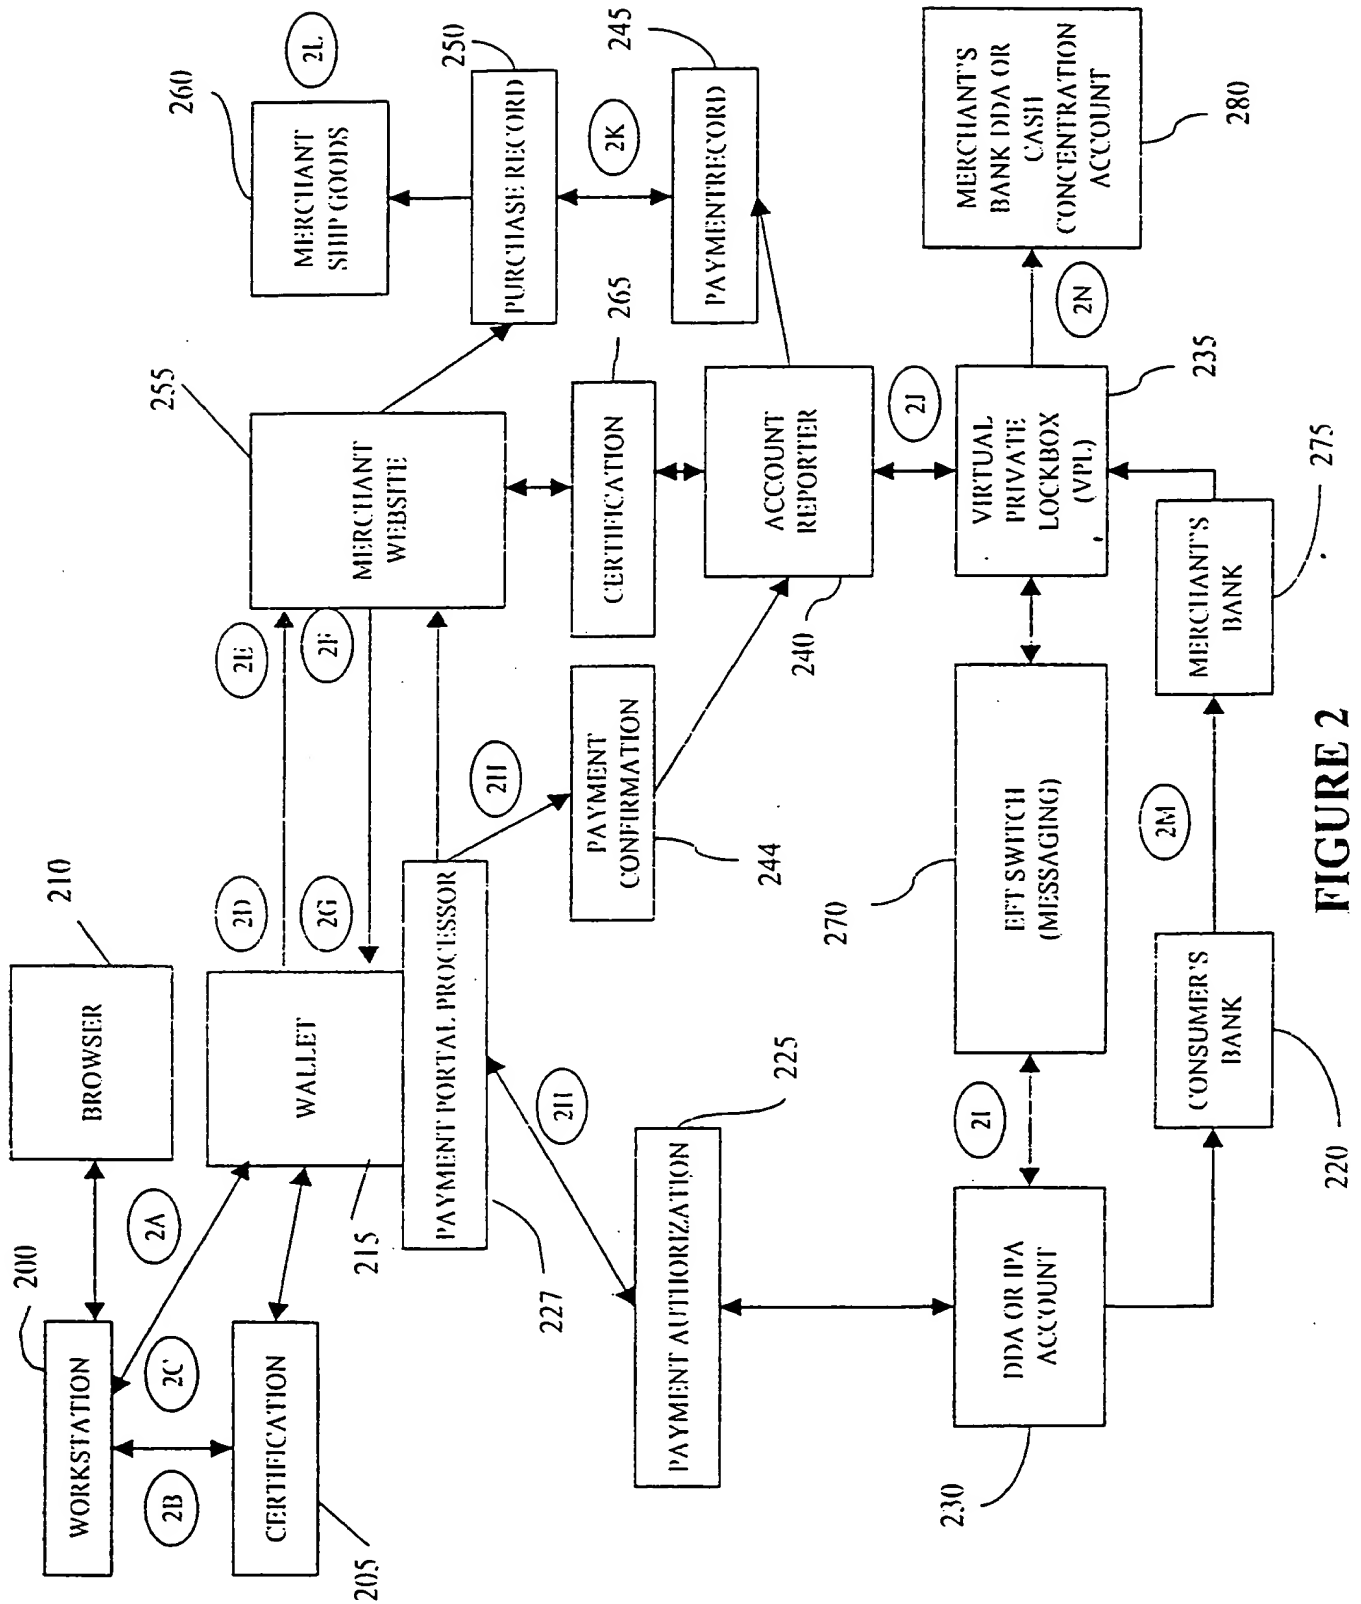 200
WORKSTATION
2B
2C
2A
CERTIFICATION
205
BROWSER
210
WALLET
215
PAYMENT PORTAL PROCESSOR
227
2D
2G
2E
2F
2H
2H
MERCHANT
WEBSITE
255
MERCHANT
SHIP GOODS
260
2L
PURCHASE RECORD
250
2K
PAYMENTRECORD
245
CERTIFICATION
265
PAYMENT
CONFIRMATION
244
ACCOUNT
REPORTER
240
2J
PAYMENT AUTHORIZATION
225
DDA OR IPA
ACCOUNT
230
2I
EFT SWITCH
(MESSAGING)
270
VIRTUAL
PRIVATE
LOCKBOX
(VPL)
235
2N
MERCHANT'S
BANK DDA OR
CASH
CONCENTRATION
ACCOUNT
280
CONSUMER'S
BANK
220
2M
MERCHANT'S
BANK
275
FIGURE 2